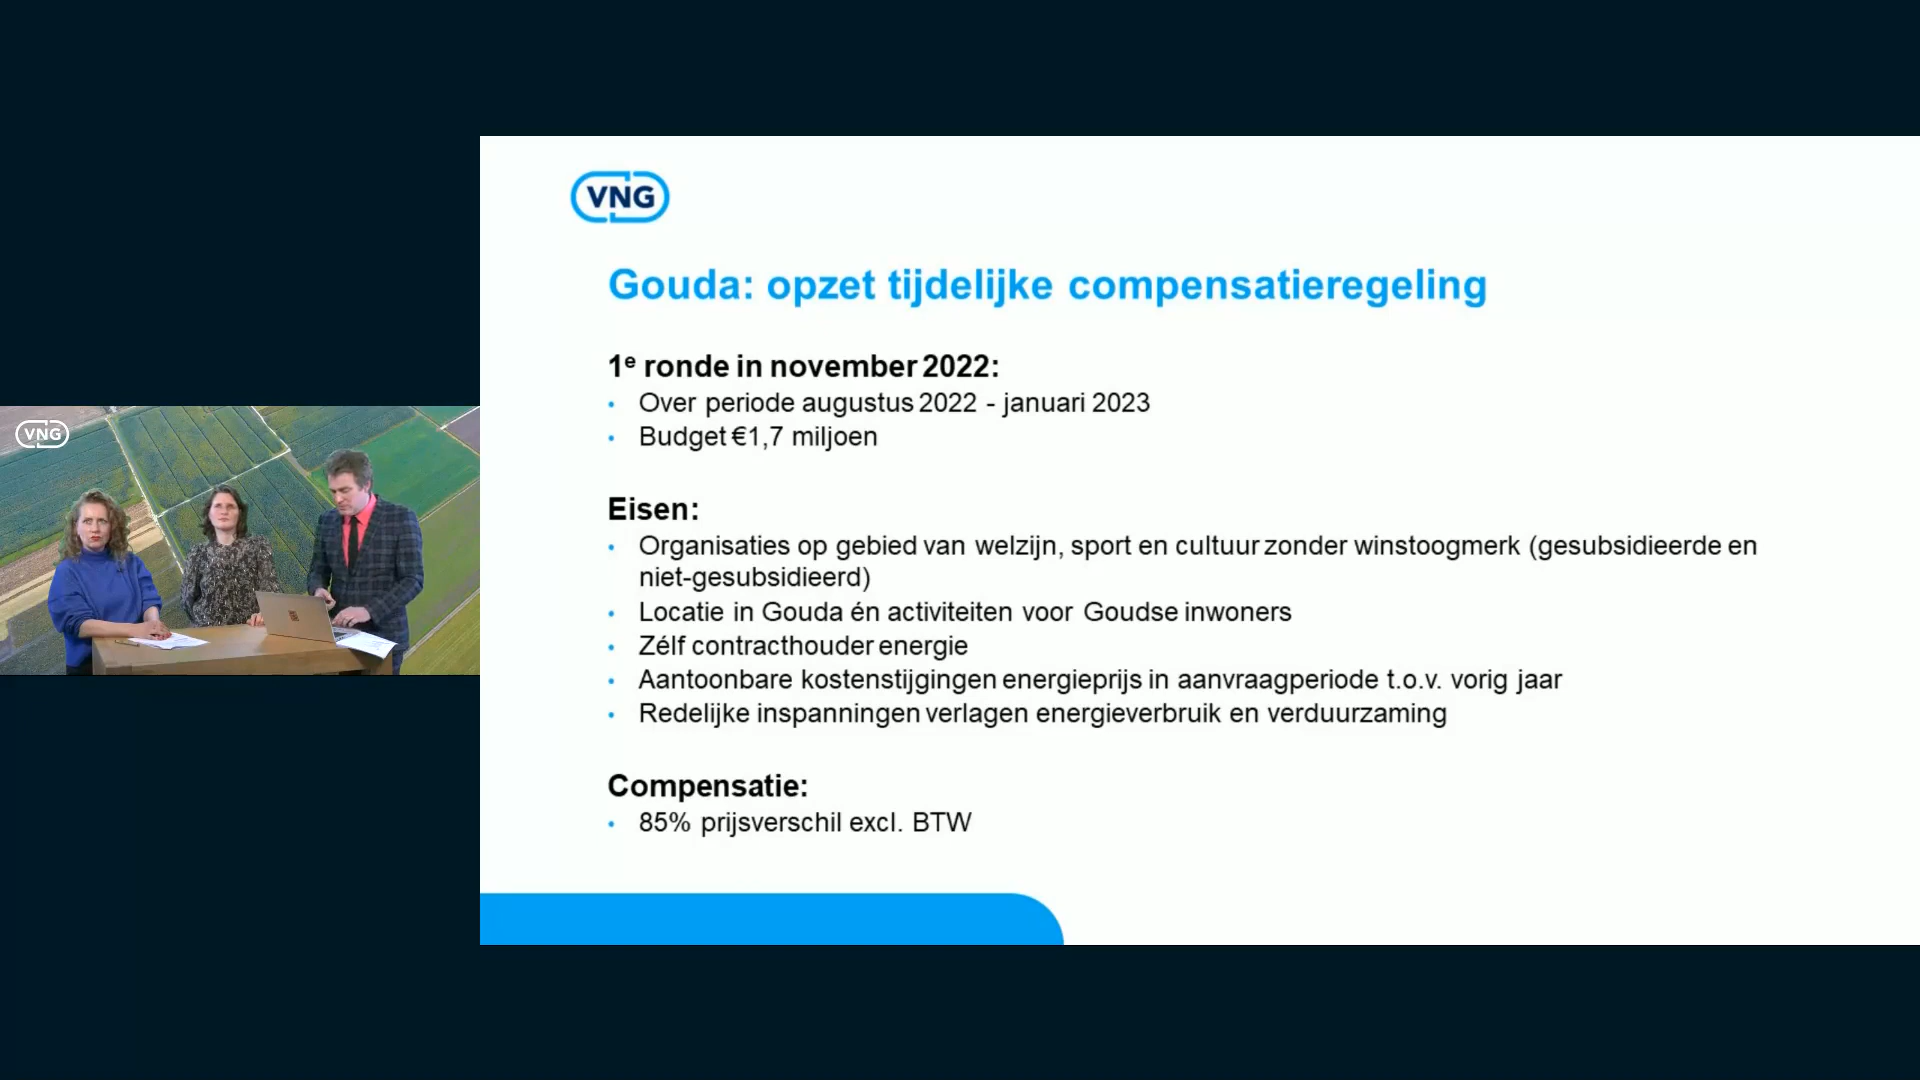 VNG
Gouda: opzet tijdelijke compensatieregeling
1e ronde in november 2022:
• Over periode augustus 2022 - januari 2023
• Budget €1,7 miljoen
Eisen:
• Organisaties op gebied van welzijn, sport en cultuur zonder winstoogmerk (gesubsidieerde en
niet-gesubsidieerd)
• Locatie in Gouda én activiteiten voor Goudse inwoners
• Zélf contracthouder energie
• Aantoonbare kostenstijgingen energieprijs in aanvraagperiode t.o.v. vorig jaar
• Redelijke inspanningen verlagen energieverbruik en verduurzaming
Compensatie:
• 85% prijsverschil excl. BTW
VNG